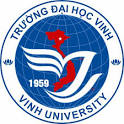 TRƯỜNG ĐẠI HỌC VINH
1959
VINH UNIVERSITY